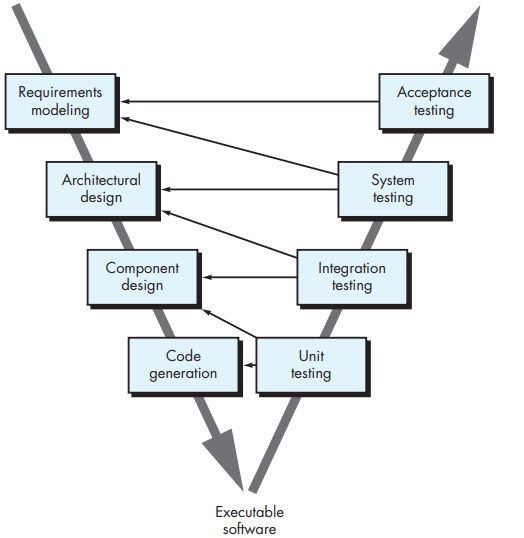 Requirements
modeling
Acceptance
testing
Architectural
design
System
testing
Component
design
Integration
testing
Code
generation
Unit
testing
Executable
software